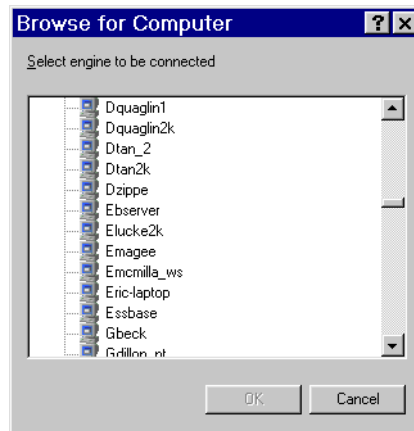 Browse for Computer
Select engine to be connected
Dquaglin1
Dquaglin2k
Dtan_2
Dtan2k
Dzippe
Ebserver
Elucke2k
Emagee
Emcmilla_ws
Eric-laptop
Essbase
Gbeck
Gdillon_nt
OK
Cancel